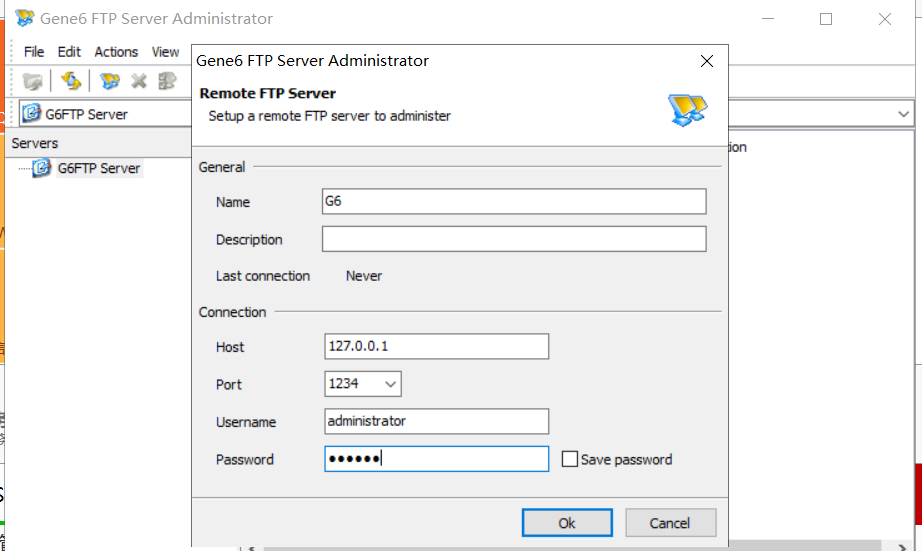 Gene6 FTP Server Administrator
File Edit Actions View
G6FTP Server
Servers
G6FTP Server
Gene6 FTP Server Administrator
Remote FTP Server
Setup a remote FTP server to administer
General
Name G6
Description
Last connection Never
Connection
Host 127.0.0.1
Port 1234
Username administrator
Password ●●●●●●
Save password
Ok Cancel